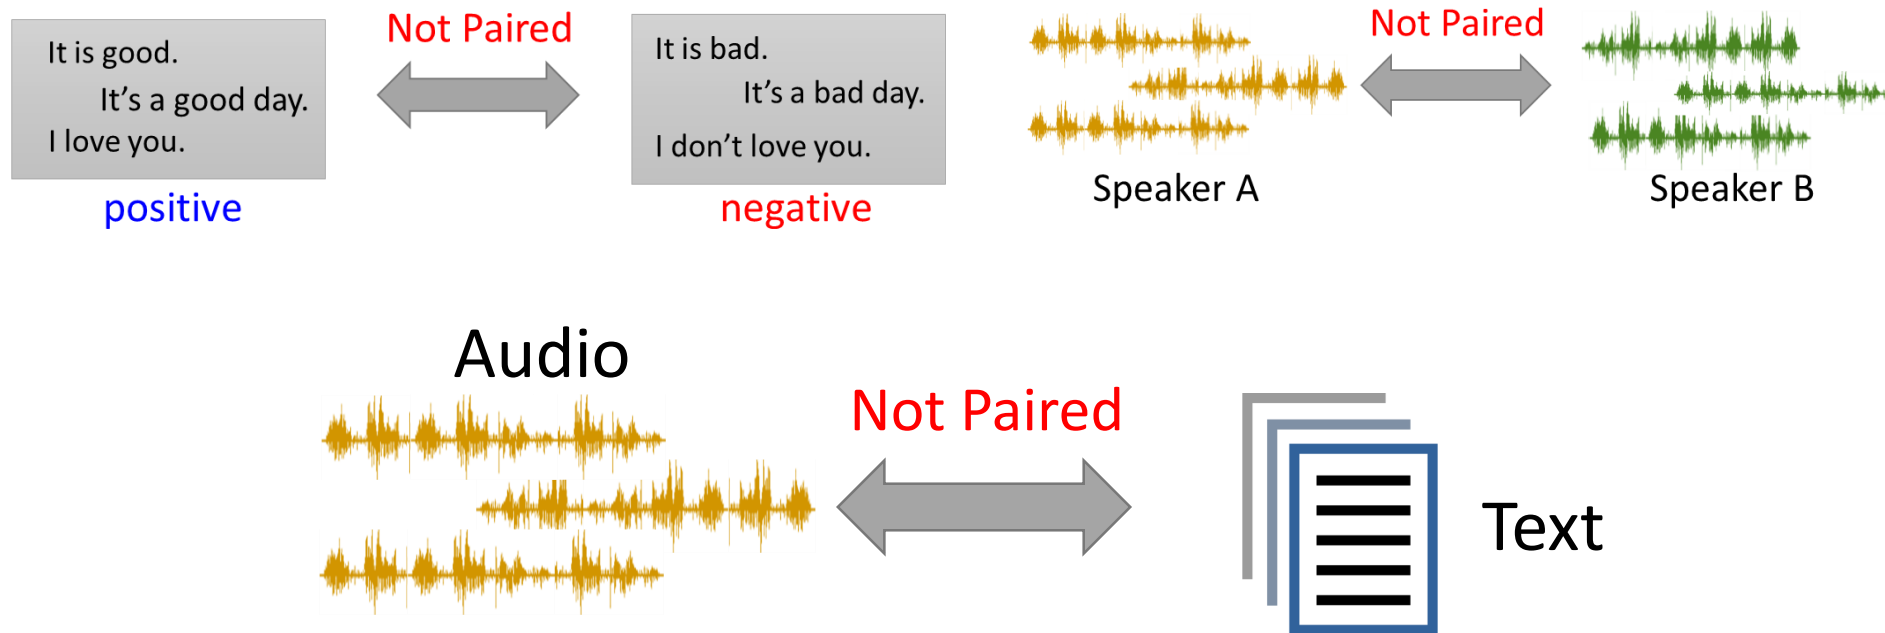 It is good.
It's a good day.
I love you.
positive
Not Paired
It is bad.
It's a bad day.
I don't love you.
negative
Speaker A
Not Paired
Speaker B
Audio
Not Paired
Text